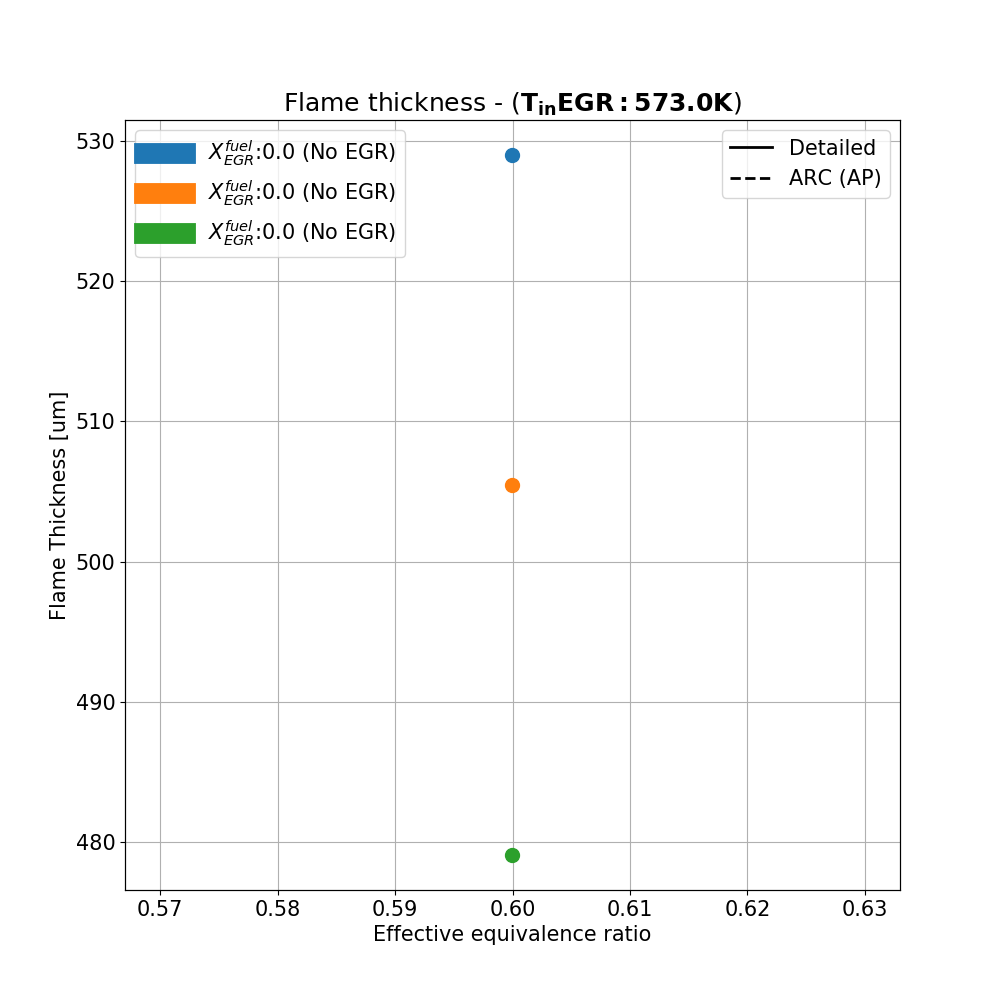 Flame thickness - (T_in EGR : 573.0K)
X_EGR^fuel:0.0 (No EGR)
X_EGR^fuel:0.0 (No EGR)
X_EGR^fuel:0.0 (No EGR)
Detailed
ARC (AP)
530
520
510
500
490
480
Flame Thickness [um]
0.57 0.58 0.59 0.60 0.61 0.62 0.63
Effective equivalence ratio